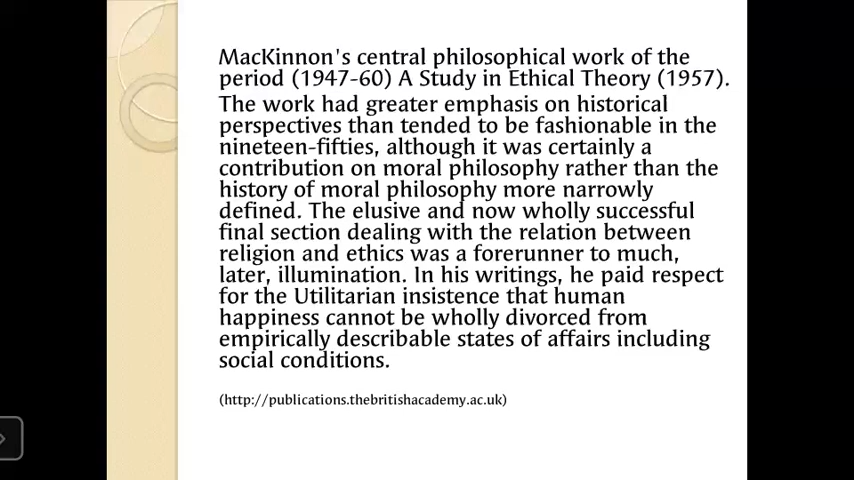 MacKinnon's central philosophical work of the
period (1947-60) A Study in Ethical Theory (1957).
The work had greater emphasis on historical
perspectives than tended to be fashionable in the
nineteen-fifties, although it was certainly a
contribution on moral philosophy rather than the
history of moral philosophy more narrowly
defined. The elusive and now wholly successful
final section dealing with the relation between
religion and ethics was a forerunner to much,
later, illumination. In his writings, he paid respect
for the Utilitarian insistence that human
happiness cannot be wholly divorced from
empirically describable states of affairs including
social conditions.
(http://publications.thebritishacademy.ac.uk)